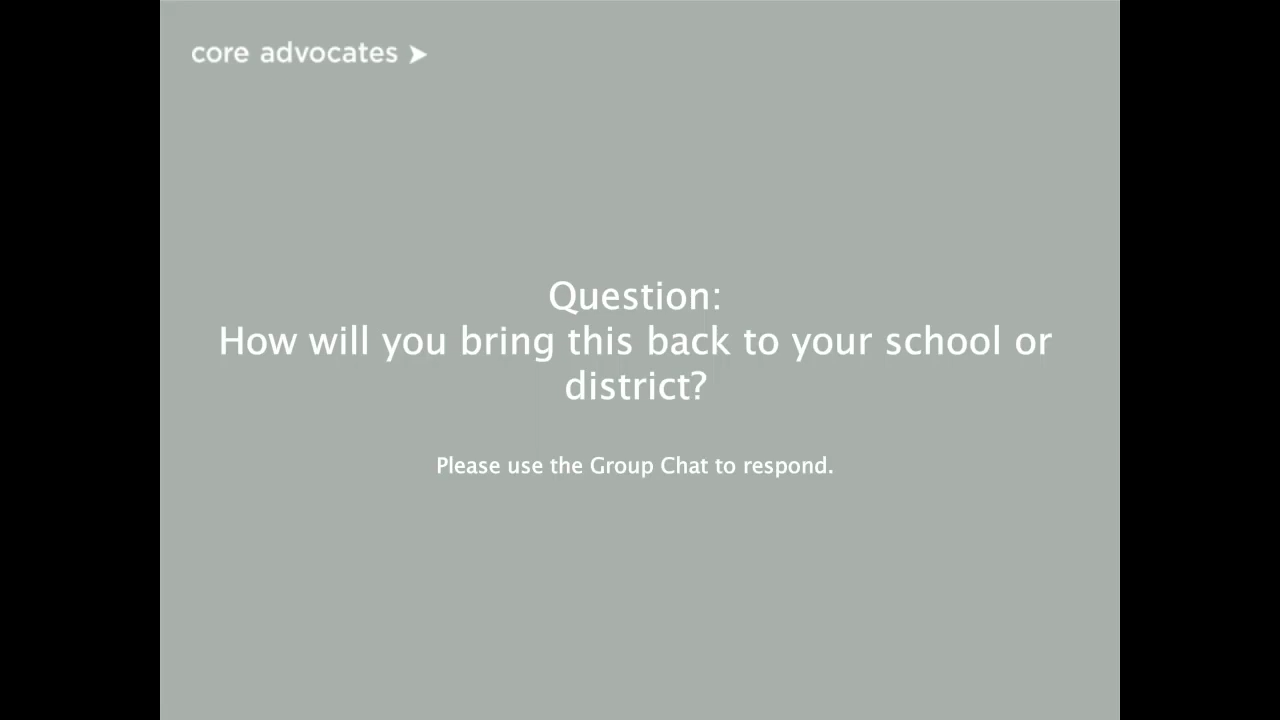 core advocates
Question:
How will you bring this back to your school or
district?
Please use the Group Chat to respond.